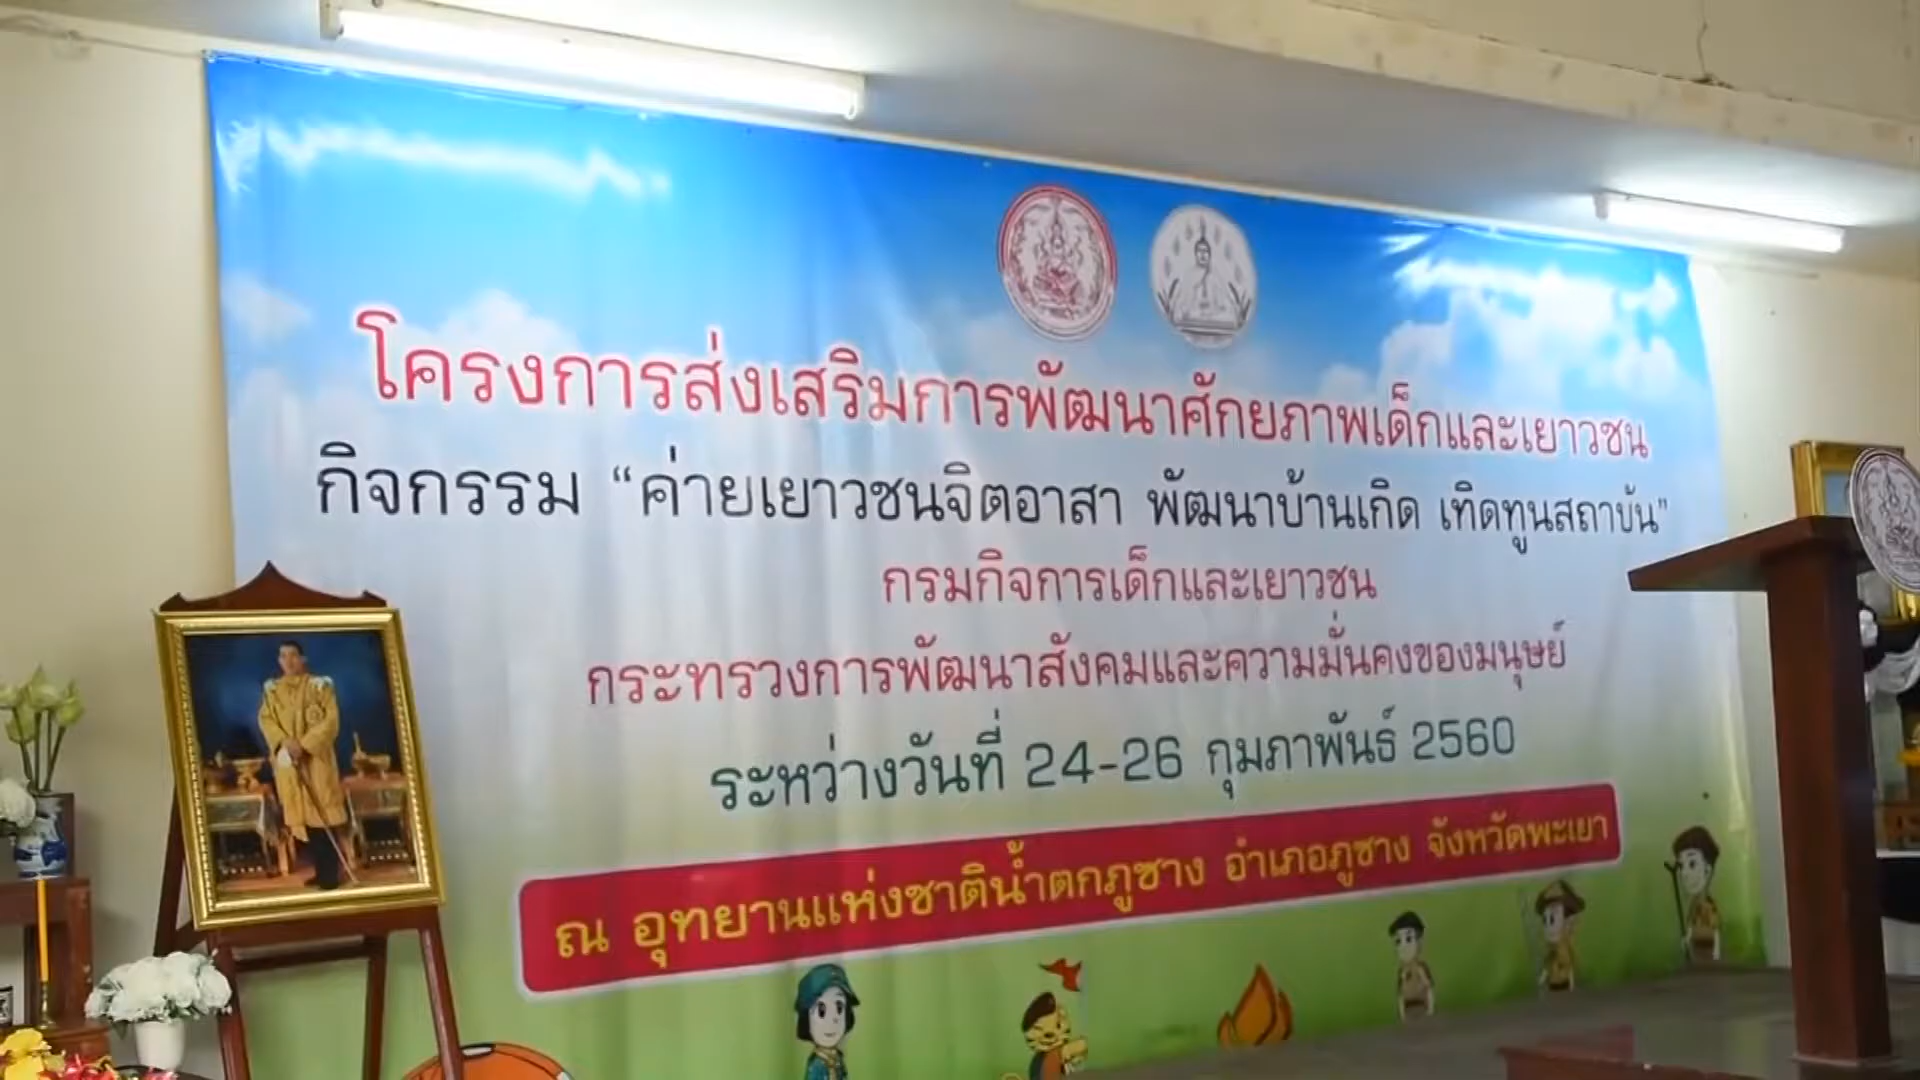 โครงการส่งเสริมการพัฒนาศักยภาพเด็กและเยาวชน
กิจกรรม “ค่ายเยาวชนจิตอาสา พัฒนาบ้านเกิด เทิดทูนสถาบัน”
กรมกิจการเด็กและเยาวชน
กระทรวงการพัฒนาสังคมและความมั่นคงของมนุษย์
ระหว่างวันที่ 24-26 กุมภาพันธ์ 2560
ณ อุทยานแห่งชาติน้ำตกภูซาง อำเภอภูซาง จังหวัดพะเยา